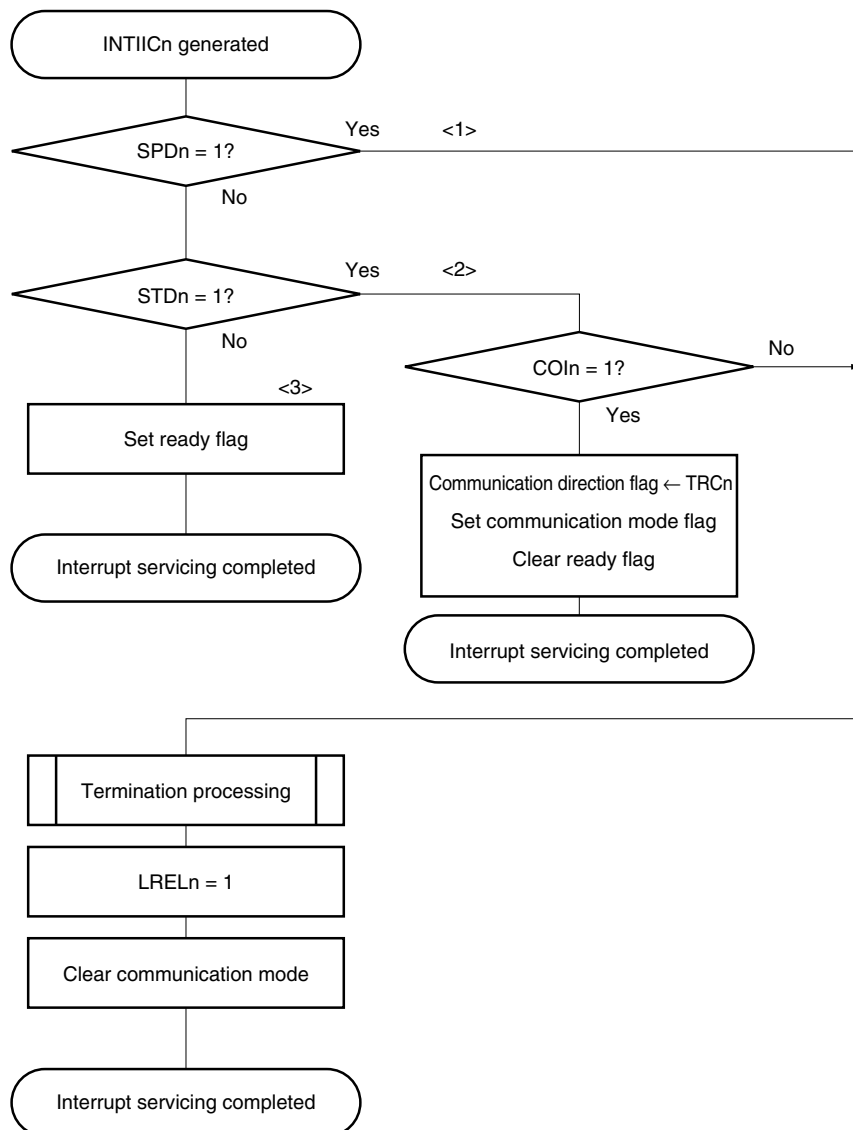 INTIICn generated
Yes <1>
SPDn = 1?
No
Yes <2>
STDn = 1?
No
No
COIn = 1?
Yes
<3>
Set ready flag
Communication direction flag ← TRCn
Set communication mode flag
Clear ready flag
Interrupt servicing completed
Interrupt servicing completed
Termination processing
LRELn = 1
Clear communication mode
Interrupt servicing completed